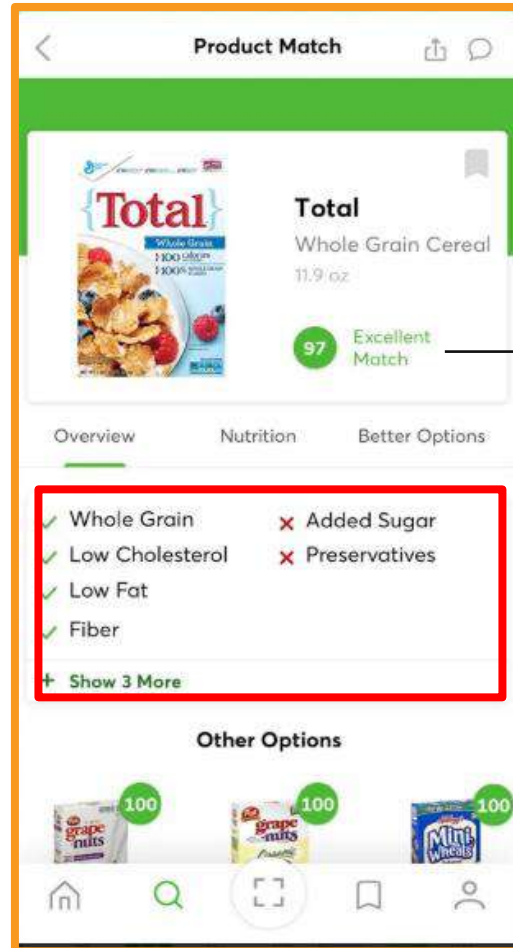 Product Match
Total
Whole Grain
100 calories
100% WHOLE GRAIN
Total
Whole Grain Cereal
11.9 oz
97
Excellent
Match
Overview Nutrition Better Options
Whole Grain Added Sugar
Low Cholesterol Preservatives
Low Fat
Fiber
+ Show 3 More
Other Options
100 100 100
grape
nuts
Post
grape
nuts
Mini
Wheats